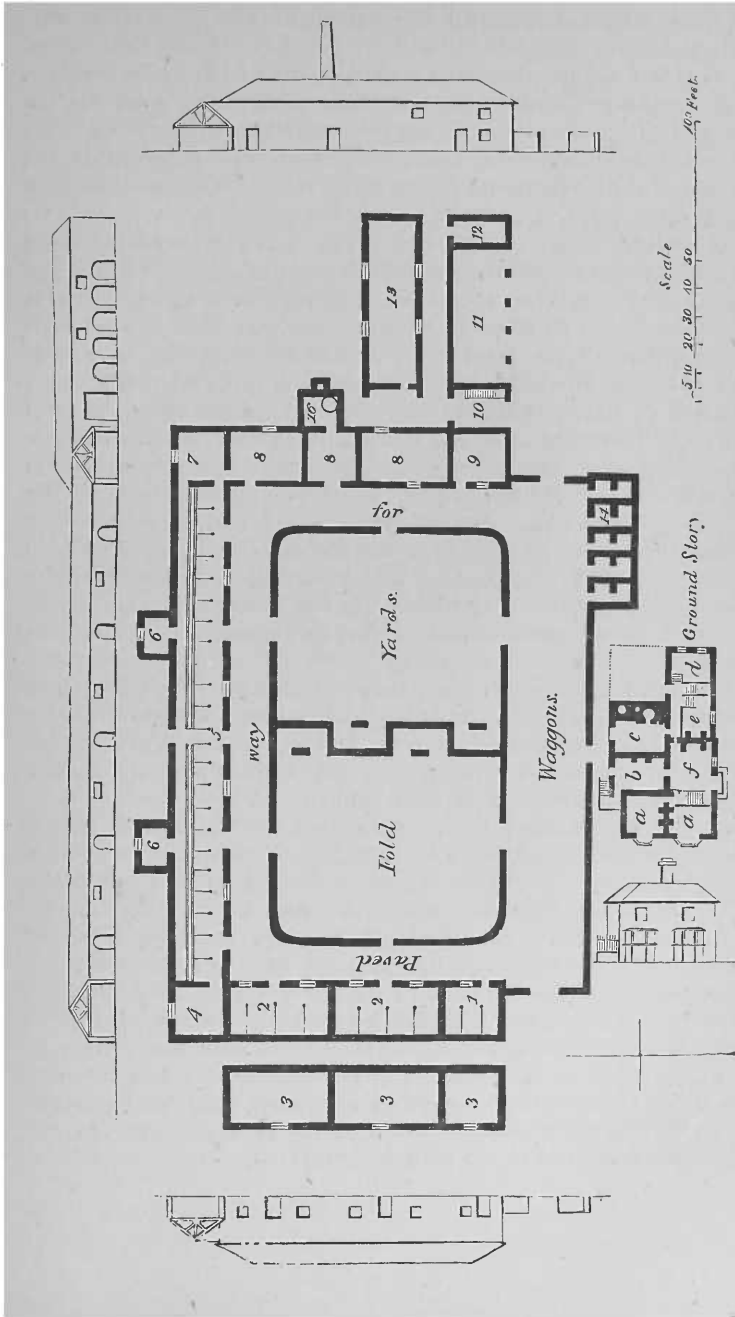 6 6
4 5 7
3 2 way 8
8 16 13
3 2 Fold Yards. for 8
3 1 Paved 9 10 11 12
Waggons.
14
a b c
a f e d
Ground Story
Scale
5 10 20 30 40 50 100 Feet.